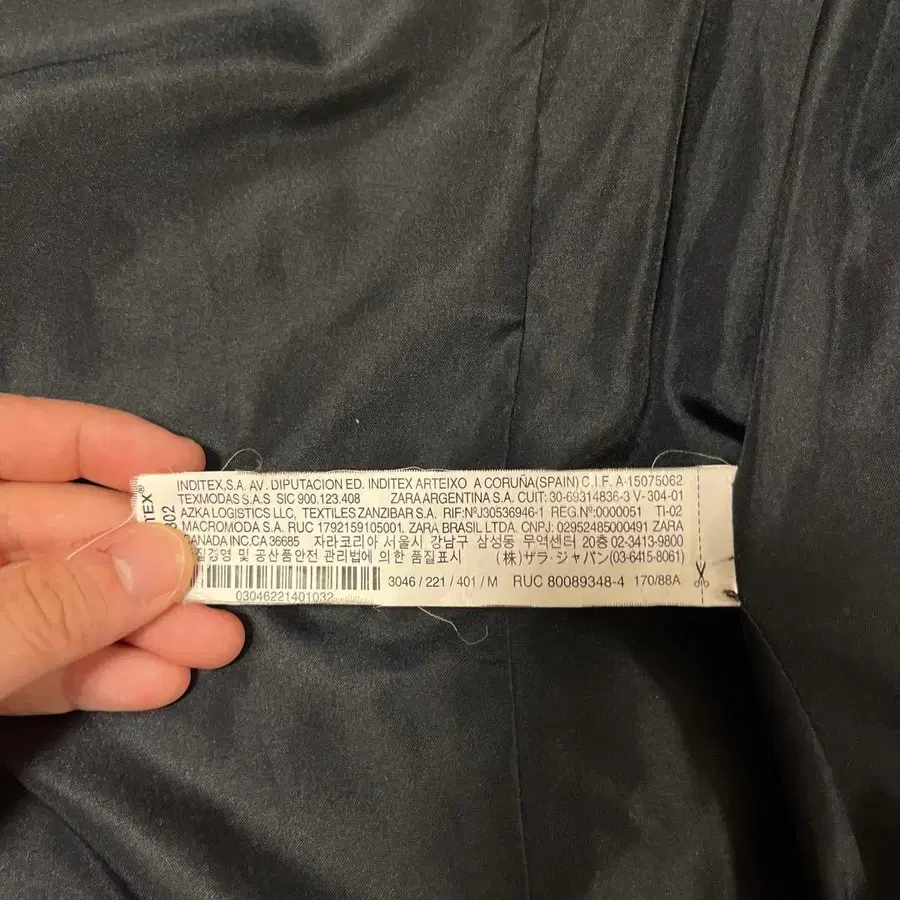 INDITEX,S.A. AV. DIPUTACION ED. INDITEX ARTEIXO A CORUÑA(SPAIN) C.I.F. A-15075062
TEXMODAS S.A.S SIC 900.123.408 ZARA ARGENTINA S.A. CUIT: 30-69314836-3 V-304-01
AZKA LOGISTICS LLC, TEXTILES ZANZIBAR S.A. RIF:NºJ30536946-1 REG.Nº:0000051 TI-02
MACROMODA S.A. RUC 1792159105001. ZARA BRASIL LTDA. CNPJ: 02952485000491 ZARA
CANADA INC.CA 36685 자라코리아 서울시 강남구 삼성동 무역센터 20층 02-3413-9800
품질경영 및 공산품안전 관리법에 의한 품질표시 (株)ザラ・ジャパン(03-6415-8061)
3046 / 221 / 401 / M RUC 80089348-4 170/88A
03046221401032
TEX®
802